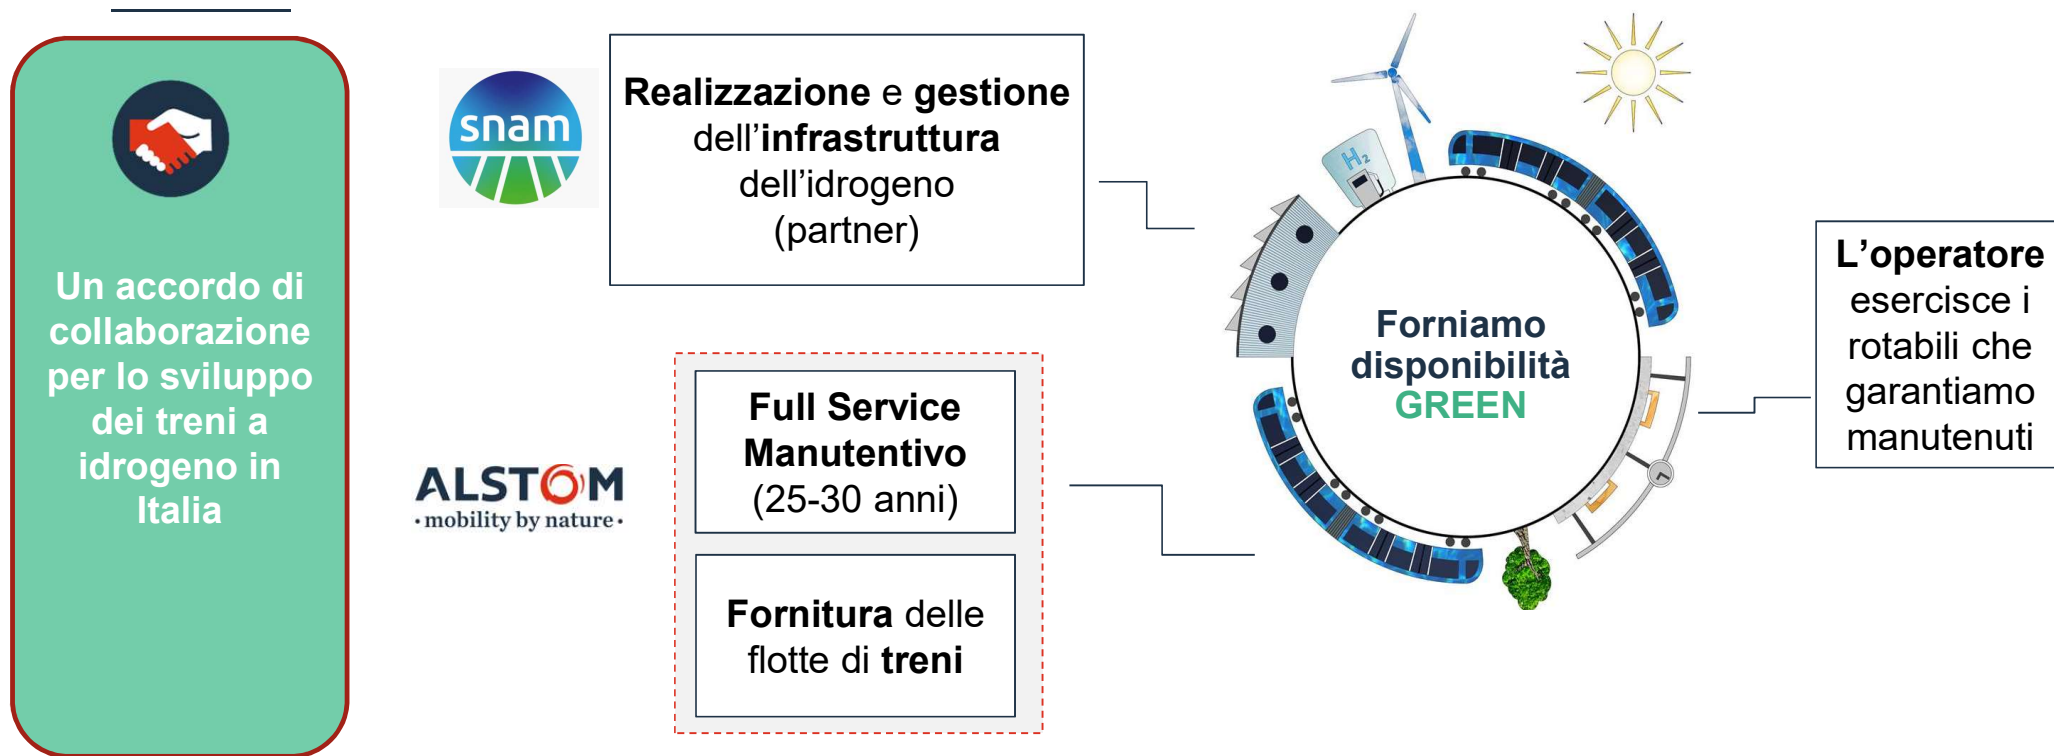 Un accordo di
collaborazione
per lo sviluppo
dei treni a
idrogeno in
Italia
snam
Realizzazione e gestione
dell’infrastruttura
dell’idrogeno
(partner)
ALSTOM
·mobility by nature·
Full Service
Manutentivo
(25-30 anni)
Fornitura delle
flotte di treni
H2
Forniamo
disponibilità
GREEN
L’operatore
esercisce i
rotabili che
garantiamo
manutenuti